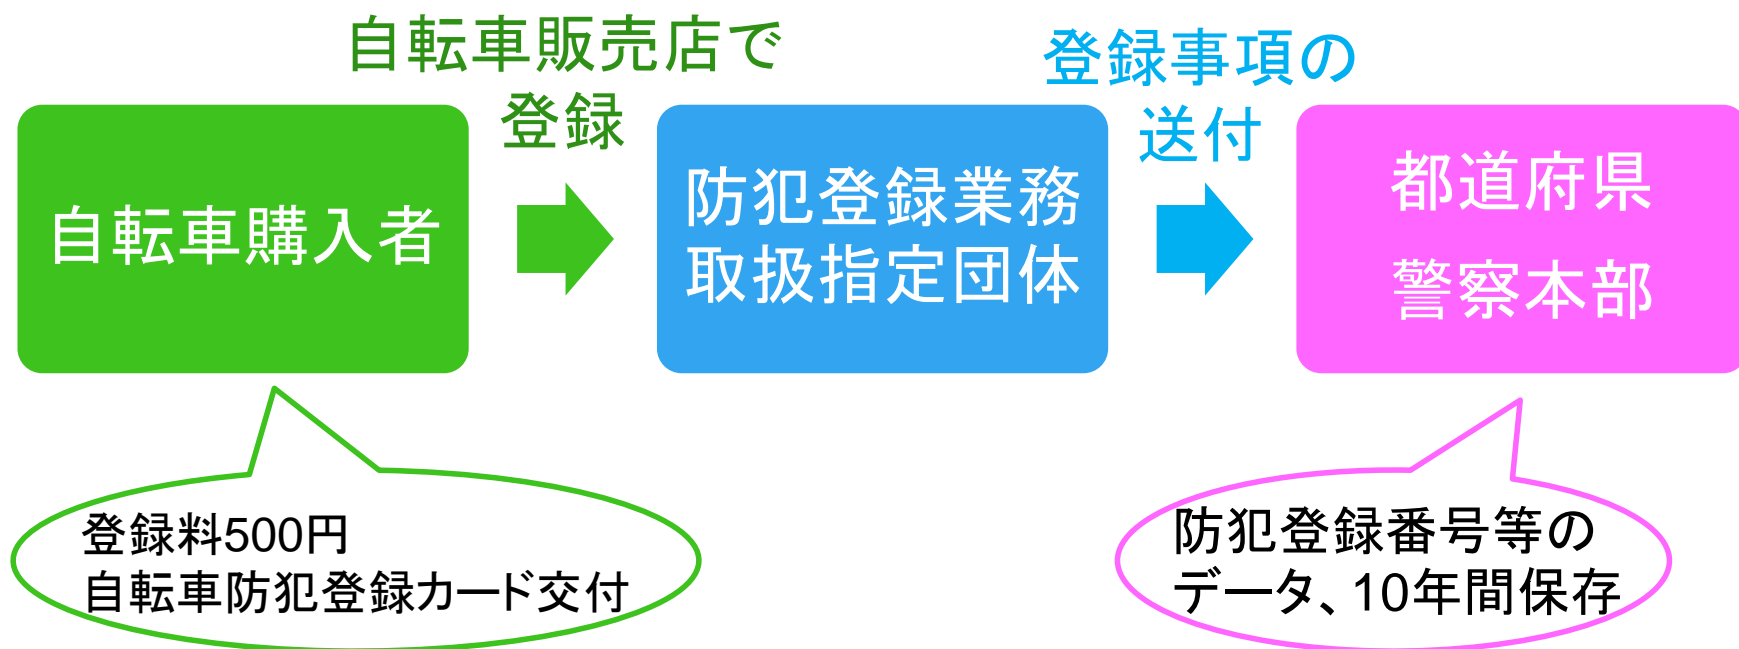 自転車販売店で
登録
登録事項の
送付
自転車購入者
防犯登録業務
取扱指定団体
都道府県
警察本部
登録料500円
自転車防犯登録カード交付
防犯登録番号等の
データ、10年間保存